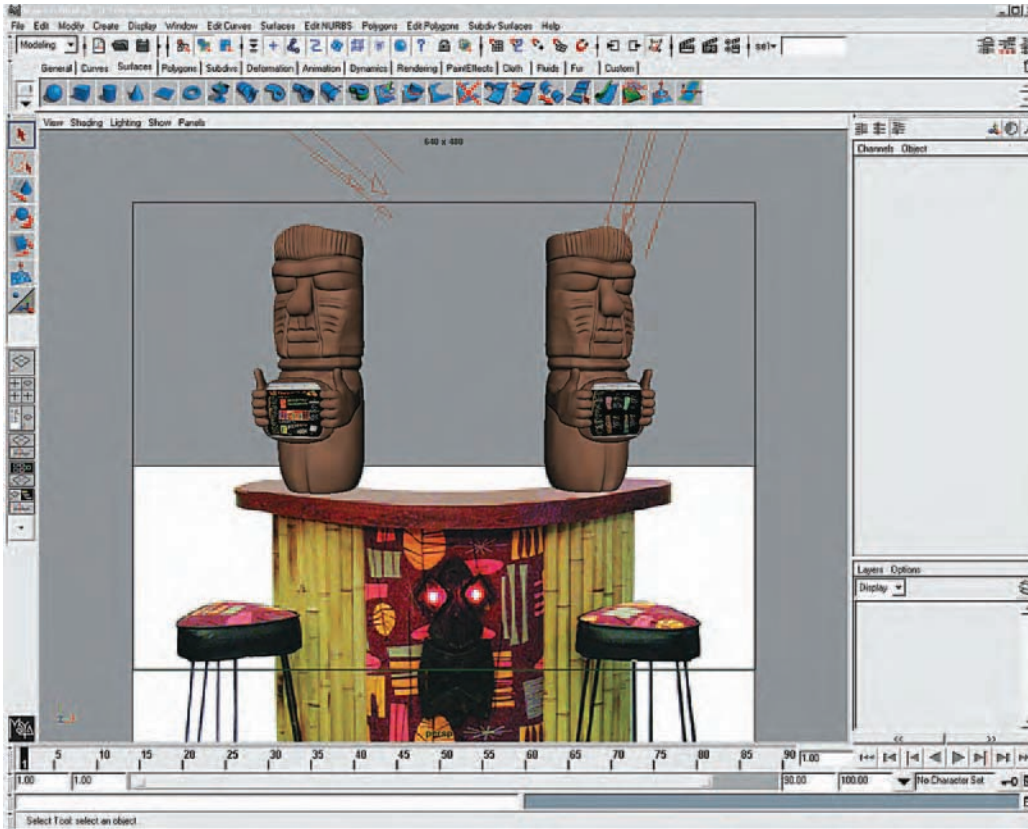 File Edit Modify Create Display Window Edit Curves Surfaces Edit NURBS Polygons Edit Polygons Subdiv Surfaces Help
Modeling
sel
General Curves Surfaces Polygons Subdivs Deformation Animation Dynamics Rendering PaintEffects Cloth Fluids Fur Custom
View Shading Lighting Show Panels
Channels Object
640 x 480
Layers Options
Display
persp
MAYA
5 10 15 20 25 30 35 40 45 50 55 60 65 70 75 80 85 90 1.00
1.00 1.00 90.00 100.00 No Character Set
Select Tool: select an object